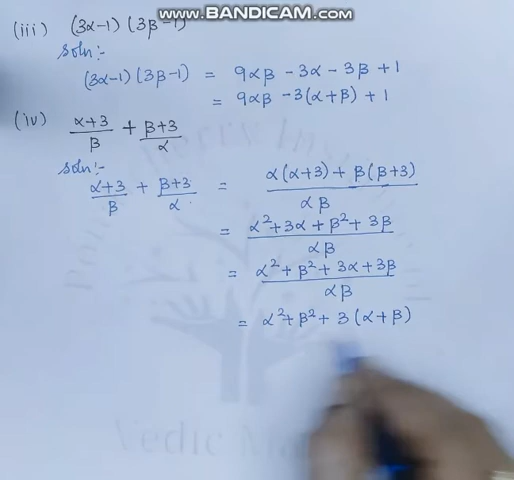 www.BANDICAM.com
(iii) (3α-1) (3β-1)
Soln:-
(3α-1) (3β-1) = 9αβ - 3α - 3β + 1
= 9αβ - 3(α+β) + 1
(iv) α+3/β + β+3/α
Soln:-
α+3/β + β+3/α = α(α+3) + β(β+3)/αβ
= α²+3α+β²+3β/αβ
= α²+β²+3α+3β/αβ
= α²+β²+3(α+β)
Vedic